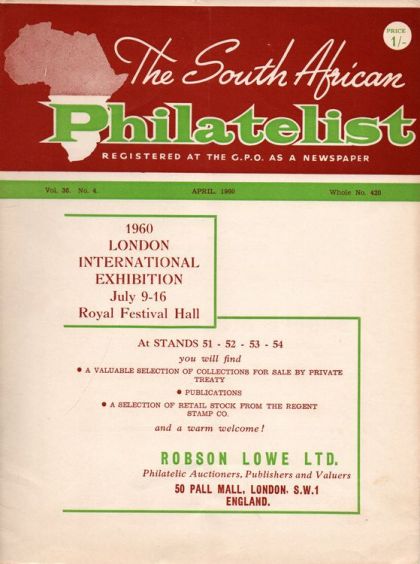 PRICE
1/-
The South African
Philatelist
REGISTERED AT THE G.P.O. AS A NEWSPAPER
Vol. 36. No. 4. APRIL, 1960 Whole No. 420
1960
LONDON
INTERNATIONAL
EXHIBITION
July 9-16
Royal Festival Hall
At STANDS 51 - 52 - 53 - 54
you will find
• A VALUABLE SELECTION OF COLLECTIONS FOR SALE BY PRIVATE
TREATY
• PUBLICATIONS
• A SELECTION OF RETAIL STOCK FROM THE REGENT
STAMP CO.
and a warm welcome!
ROBSON LOWE LTD.
Philatelic Auctioneers, Publishers and Valuers
50 PALL MALL, LONDON, S.W.1
ENGLAND.